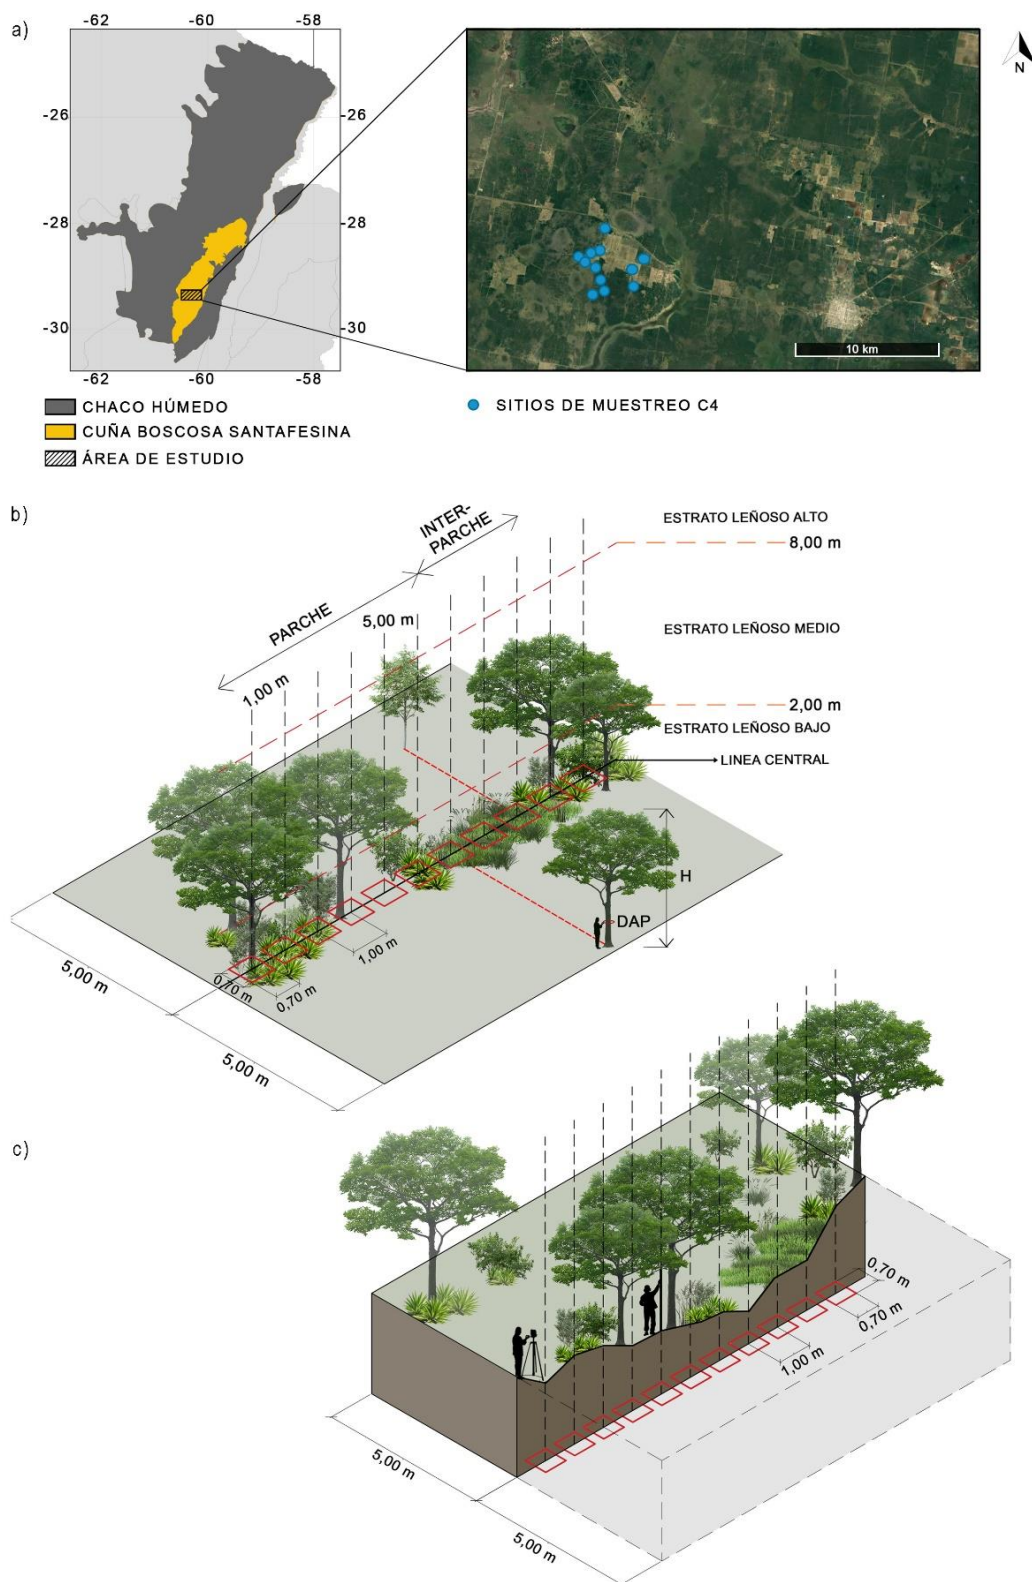 a)
-62
-60
-58
-26
-26
-28
-28
-30
-30
-62
-60
-58
N
10 km
CHACO HÚMEDO
CUÑA BOSCOSA SANTAFESINA
ÁREA DE ESTUDIO
SITIOS DE MUESTREO C4
b)
INTER-
PARCHE
PARCHE
ESTRATO LEÑOSO ALTO
8,00 m
ESTRATO LEÑOSO MEDIO
5,00 m
1,00 m
2,00 m
ESTRATO LEÑOSO BAJO
LINEA CENTRAL
H
DAP
1,00 m
0,70 m
0,70 m
5,00 m
5,00 m
c)
0,70 m
0,70 m
1,00 m
5,00 m
5,00 m